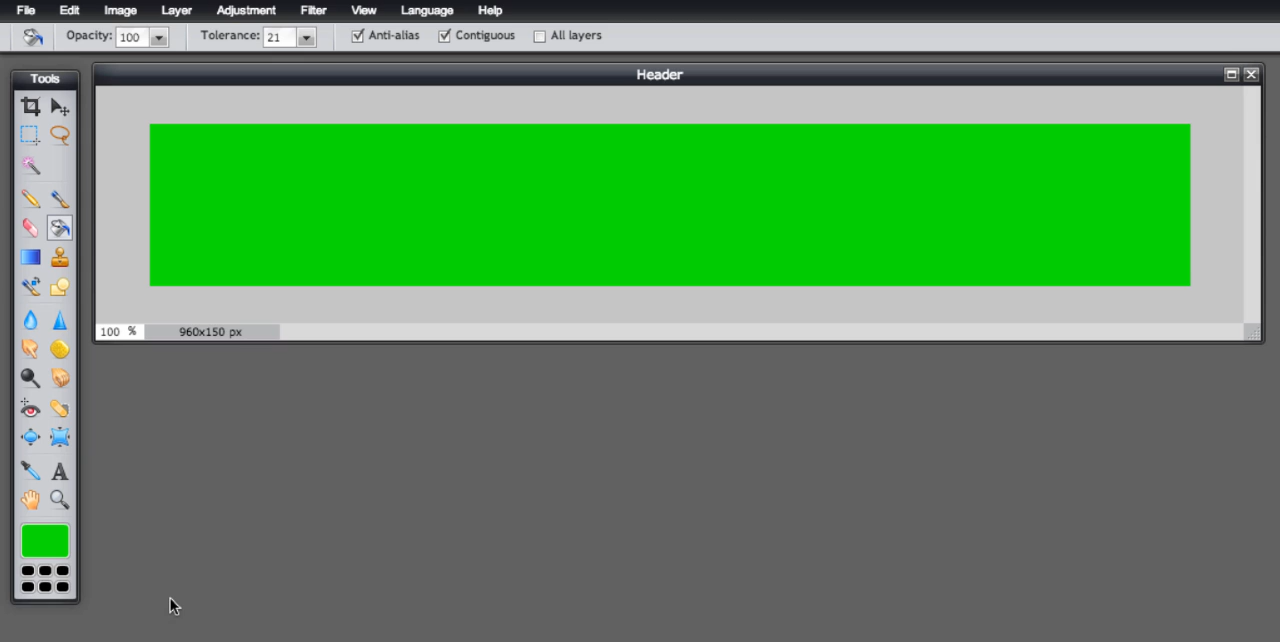 File Edit Image Layer Adjustment Filter View Language Help
Opacity: 100 Tolerance: 21 Anti-alias Contiguous All layers
Tools
Header
A
100 % 960x150 px